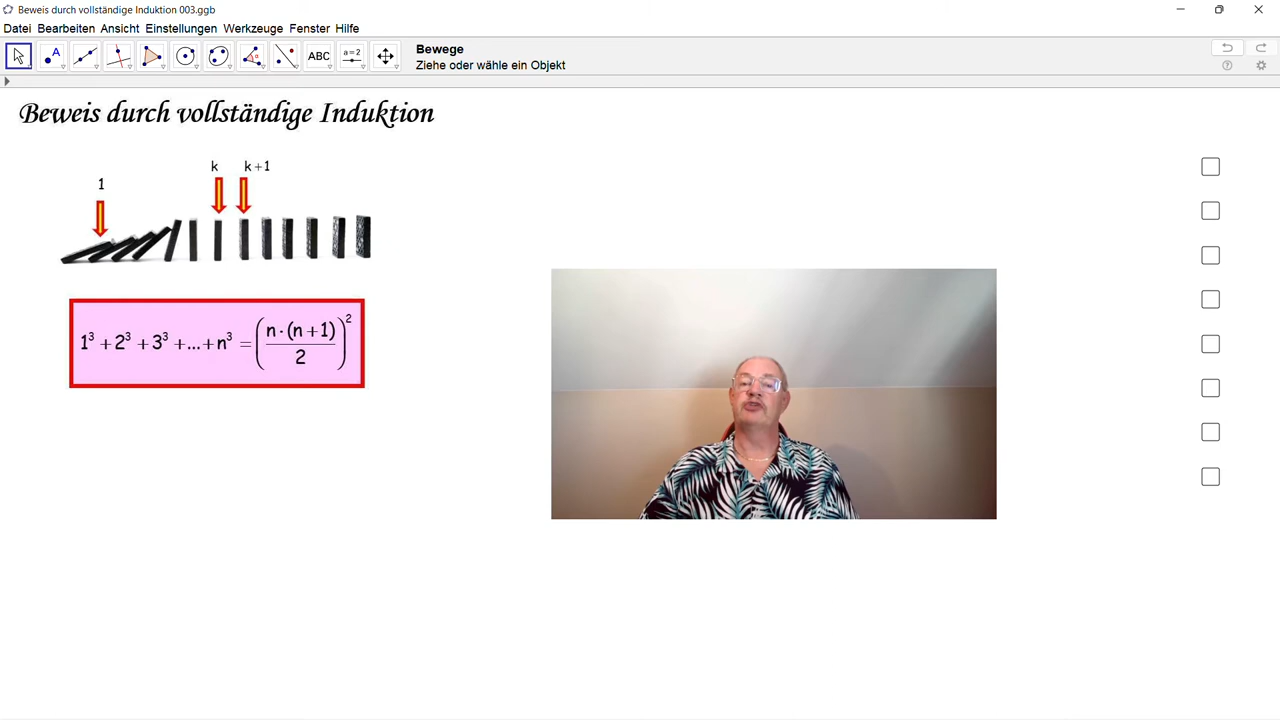 Beweis durch vollständige Induktion 003.ggb
Datei Bearbeiten Ansicht Einstellungen Werkzeuge Fenster Hilfe
A
ABC
a=2
Bewege
Ziehe oder wähle ein Objekt
Beweis durch vollständige Induktion
k k+1
1
1³ + 2³ + 3³ + ... + n³ = (n·(n+1)/2)²